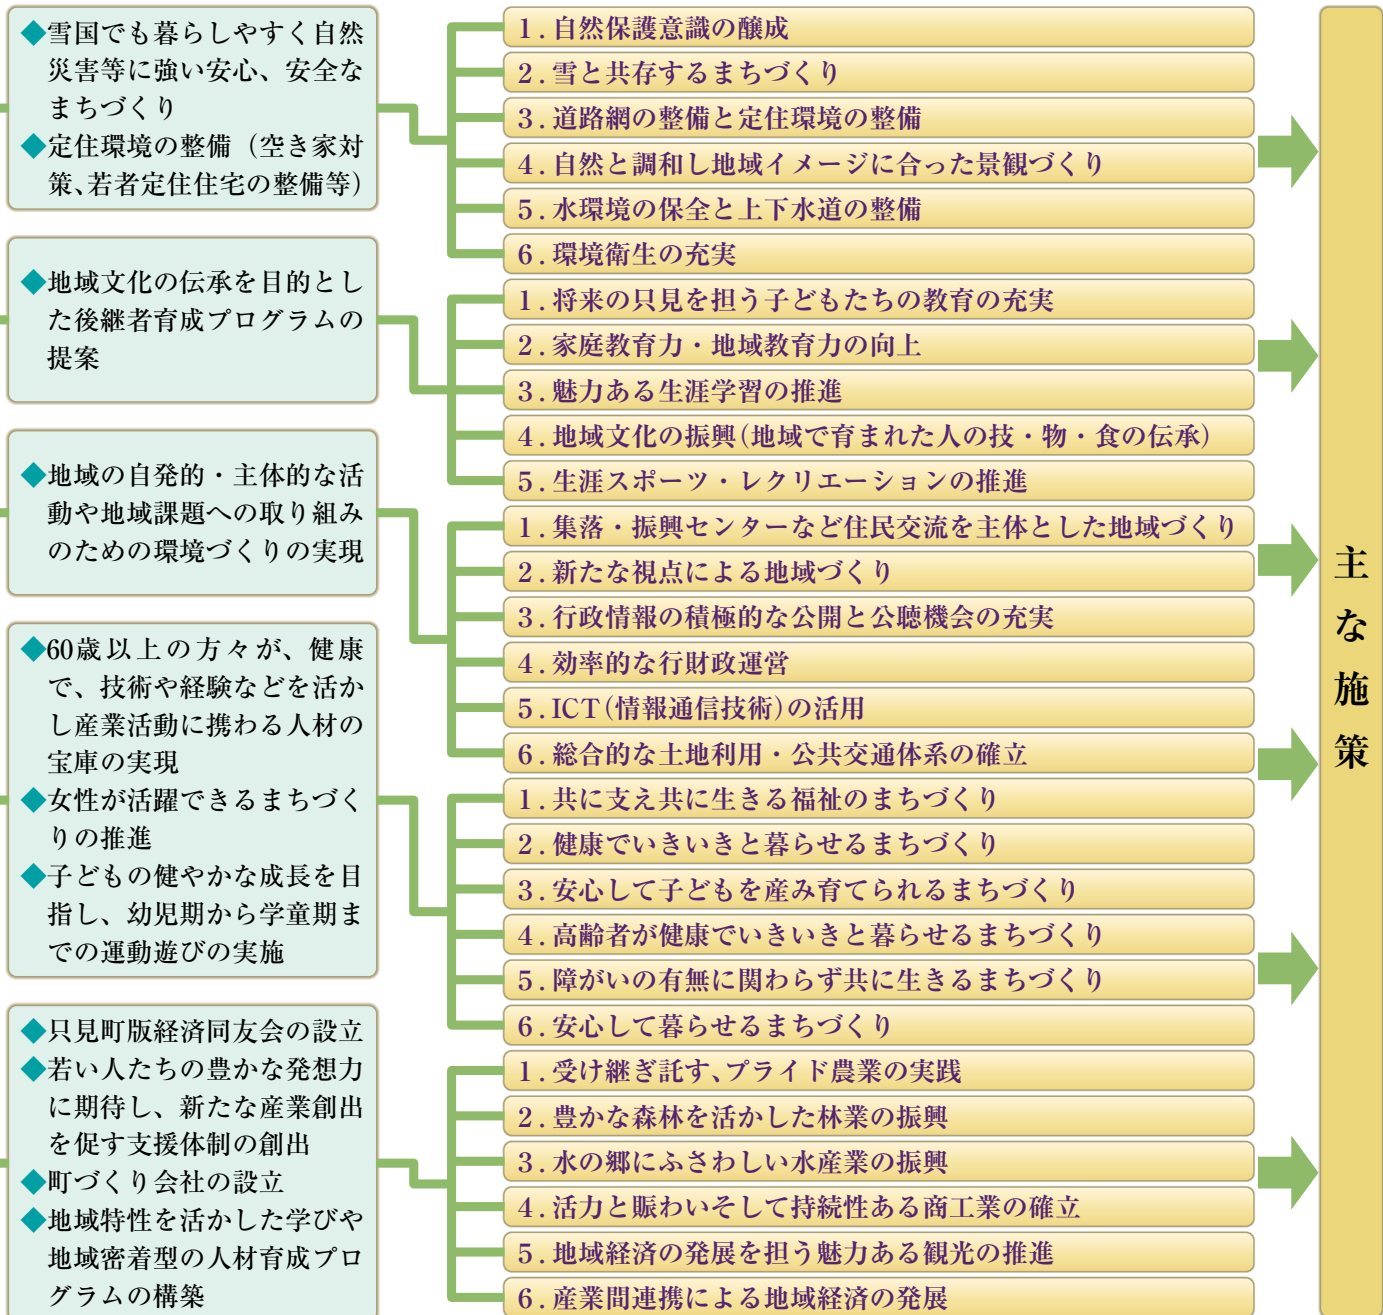 ◆雪国でも暮らしやすく自然
災害等に強い安心、安全な
まちづくり
◆定住環境の整備（空き家対
策、若者定住住宅の整備等）
1．自然保護意識の醸成
2．雪と共存するまちづくり
3．道路網の整備と定住環境の整備
4．自然と調和し地域イメージに合った景観づくり
5．水環境の保全と上下水道の整備
6．環境衛生の充実
◆地域文化の伝承を目的とし
た後継者育成プログラムの
提案
1．将来の只見を担う子どもたちの教育の充実
2．家庭教育力・地域教育力の向上
3．魅力ある生涯学習の推進
4．地域文化の振興（地域で育まれた人の技・物・食の伝承）
5．生涯スポーツ・レクリエーションの推進
◆地域の自発的・主体的な活
動や地域課題への取り組み
のための環境づくりの実現
1．集落・振興センターなど住民交流を主体とした地域づくり
2．新たな視点による地域づくり
3．行政情報の積極的な公開と公聴機会の充実
4．効率的な行財政運営
5．ICT（情報通信技術）の活用
6．総合的な土地利用・公共交通体系の確立
◆60歳以上の方々が、健康
で、技術や経験などを活か
し産業活動に携わる人材の
宝庫の実現
◆女性が活躍できるまちづく
りの推進
◆子どもの健やかな成長を目
指し、幼児期から学童期ま
での運動遊びの実施
1．共に支え共に生きる福祉のまちづくり
2．健康でいきいきと暮らせるまちづくり
3．安心して子どもを産み育てられるまちづくり
4．高齢者が健康でいきいきと暮らせるまちづくり
5．障がいの有無に関わらず共に生きるまちづくり
6．安心して暮らせるまちづくり
◆只見町版経済同友会の設立
◆若い人たちの豊かな発想力
に期待し、新たな産業創出
を促す支援体制の創出
◆町づくり会社の設立
◆地域特性を活かした学びや
地域密着型の人材育成プロ
グラムの構築
1．受け継ぎ託す、プライド農業の実践
2．豊かな森林を活かした林業の振興
3．水の郷にふさわしい水産業の振興
4．活力と賑わいそして持続性ある商工業の確立
5．地域経済の発展を担う魅力ある観光の推進
6．産業間連携による地域経済の発展
主な施策